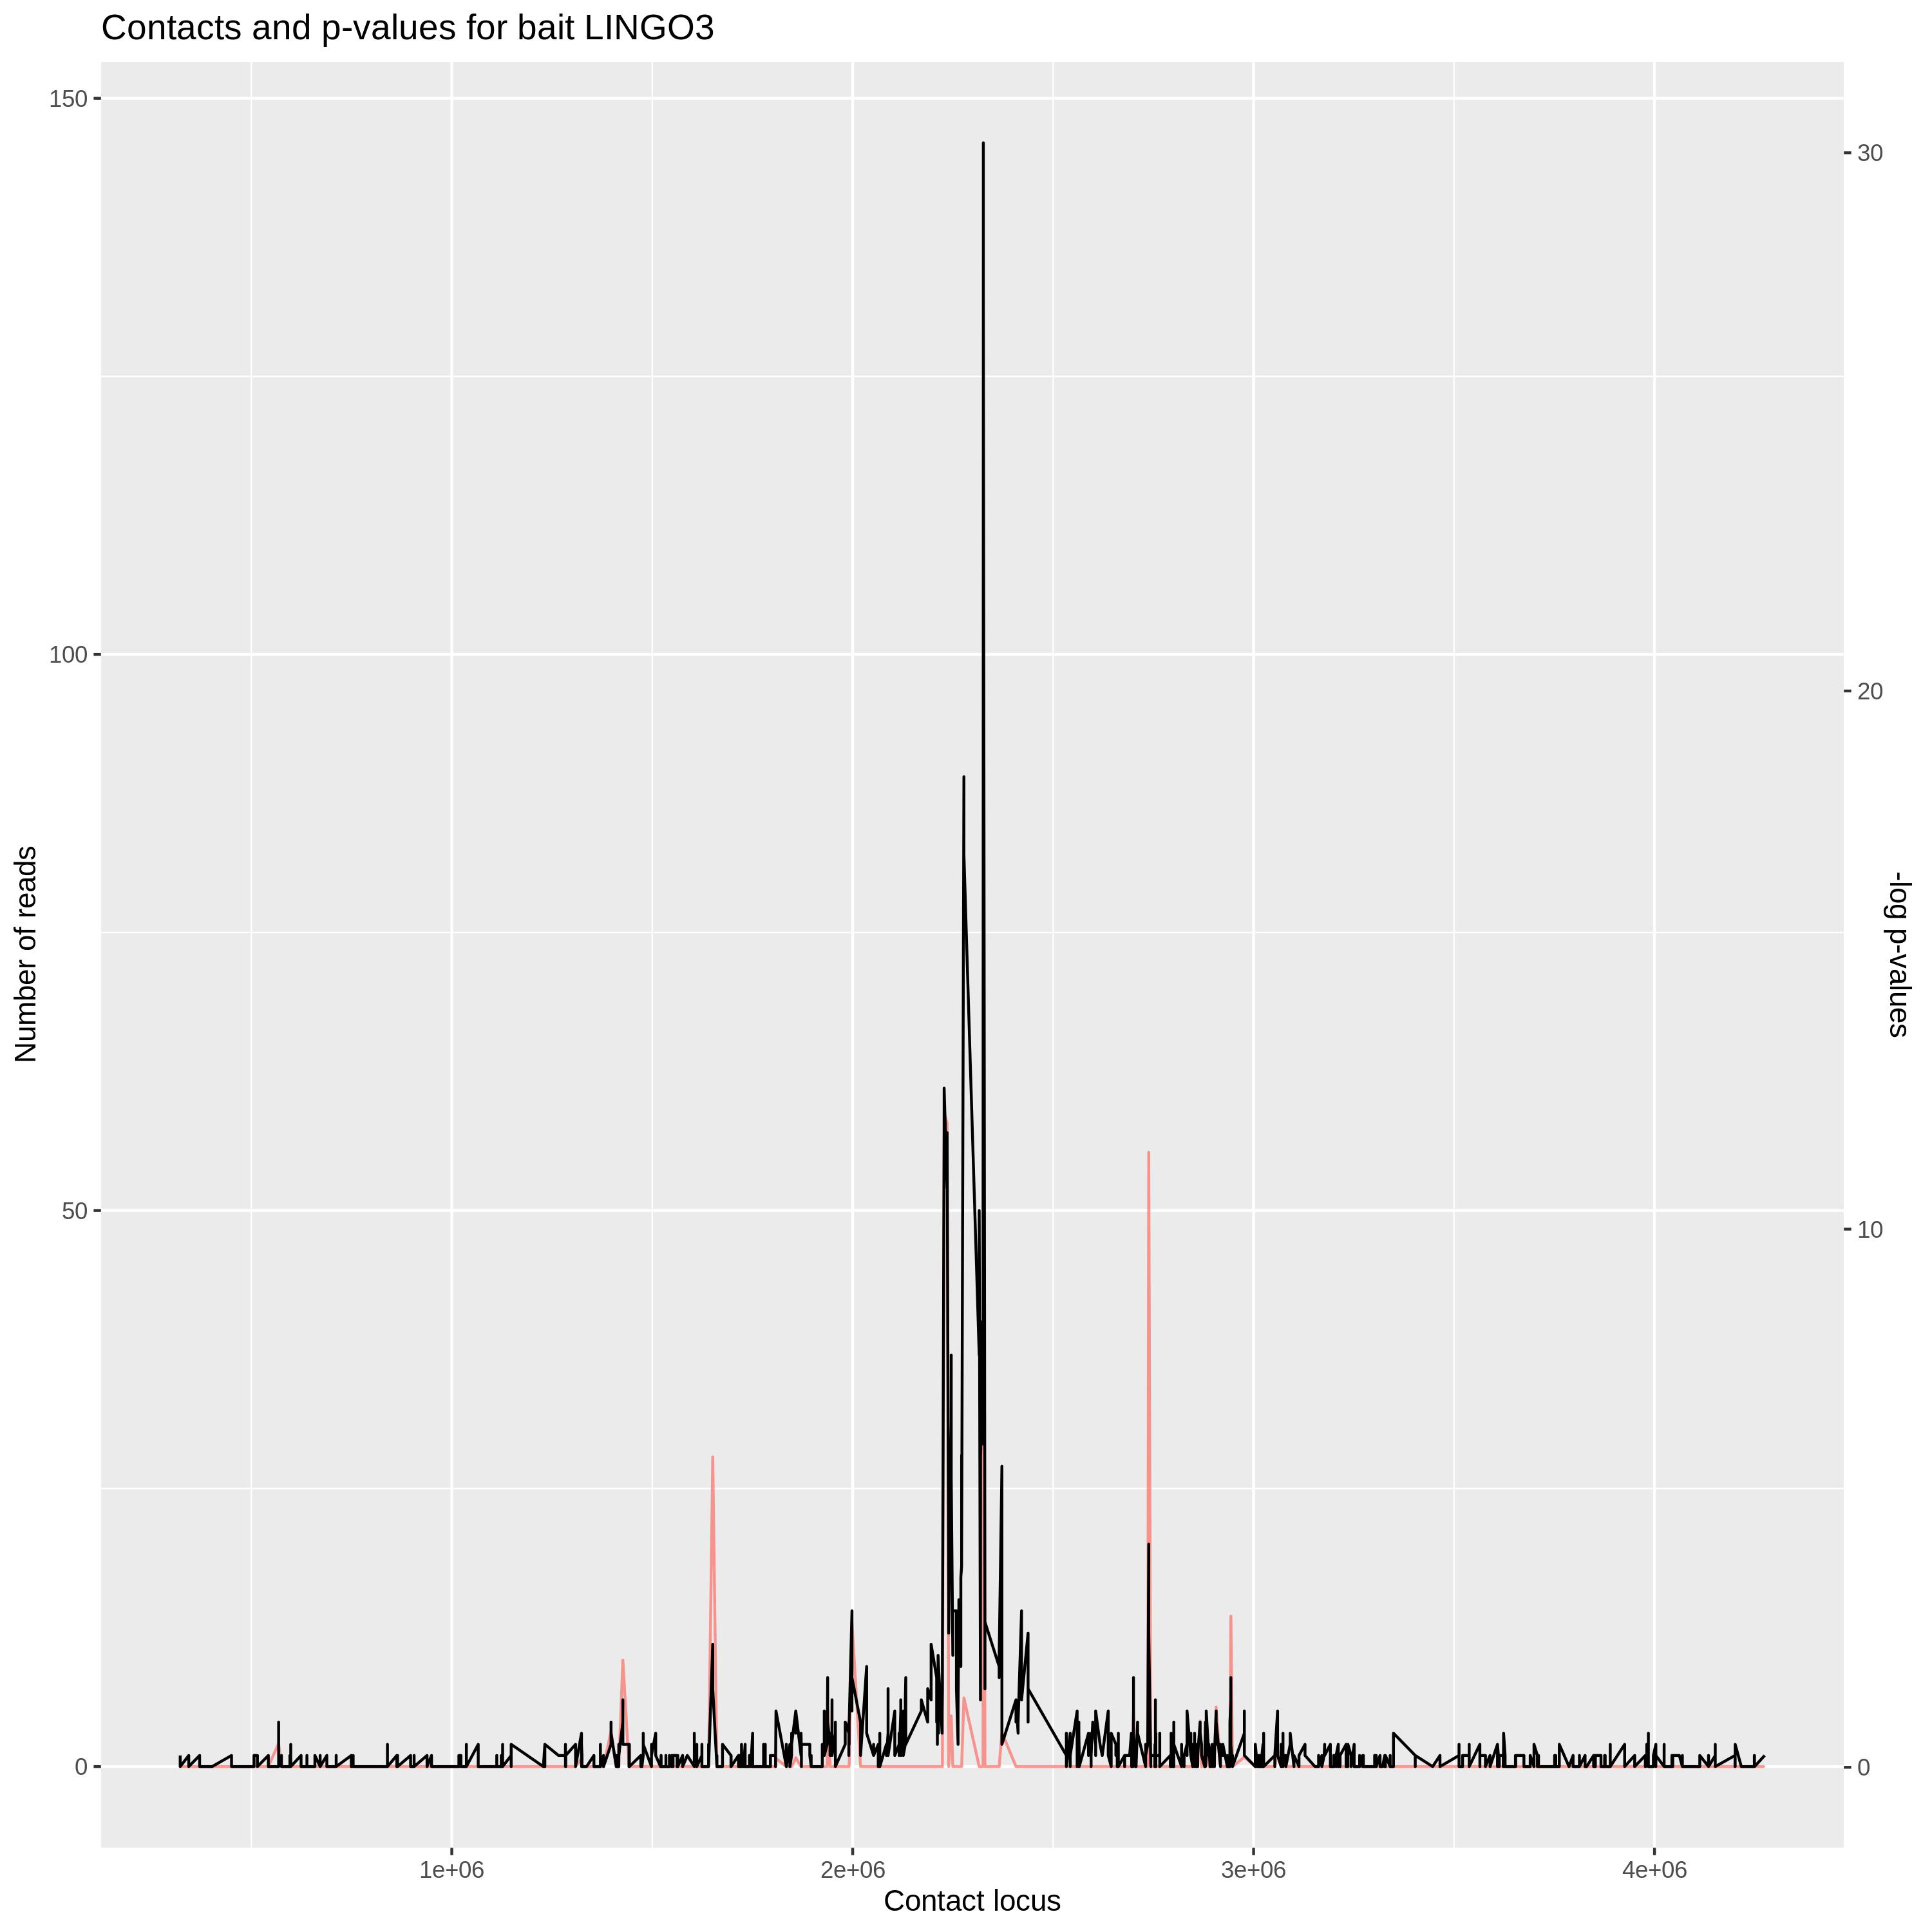 Contacts and p-values for bait LINGO3
150
100
50
0
Number of reads
30
20
10
0
-log p-values
1e+06 2e+06 3e+06 4e+06
Contact locus